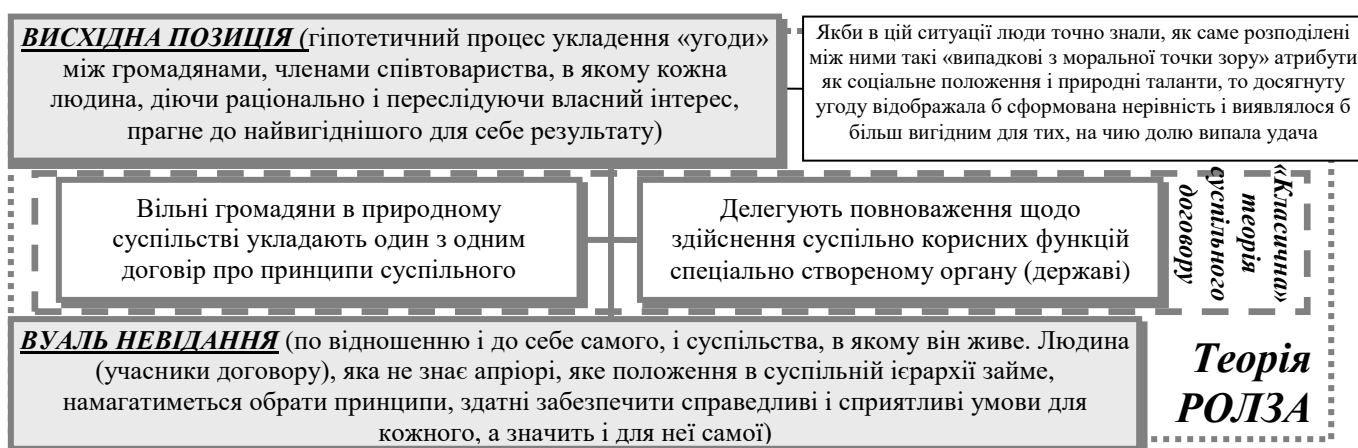 ВИСХІДНА ПОЗИЦІЯ (гіпотетичний процес укладення «угоди»
між громадянами, членами співтовариства, в якому кожна
людина, діючи раціонально і переслідуючи власний інтерес,
прагне до найвигіднішого для себе результату)
Якби в цій ситуації люди точно знали, як саме розподілені
між ними такі «випадкові з моральної точки зору» атрибути
як соціальне положення і природні таланти, то досягнуту
угоду відображала б сформована нерівність і виявлялося б
більш вигідним для тих, на чию долю випала удача
Вільні громадяни в природному
суспільстві укладають один з одним
договір про принципи суспільного
Делегують повноваження щодо
здійснення суспільно корисних функцій
спеціально створеному органу (державі)
«Класична»
теорія
суспільного
договору
ВУАЛЬ НЕВІДАННЯ (по відношенню і до себе самого, і суспільства, в якому він живе. Людина
(учасники договору), яка не знає апріорі, яке положення в суспільній ієрархії займе,
намагатиметься обрати принципи, здатні забезпечити справедливі і сприятливі умови для
кожного, а значить і для неї самої)
Теорія
РОЛЗА